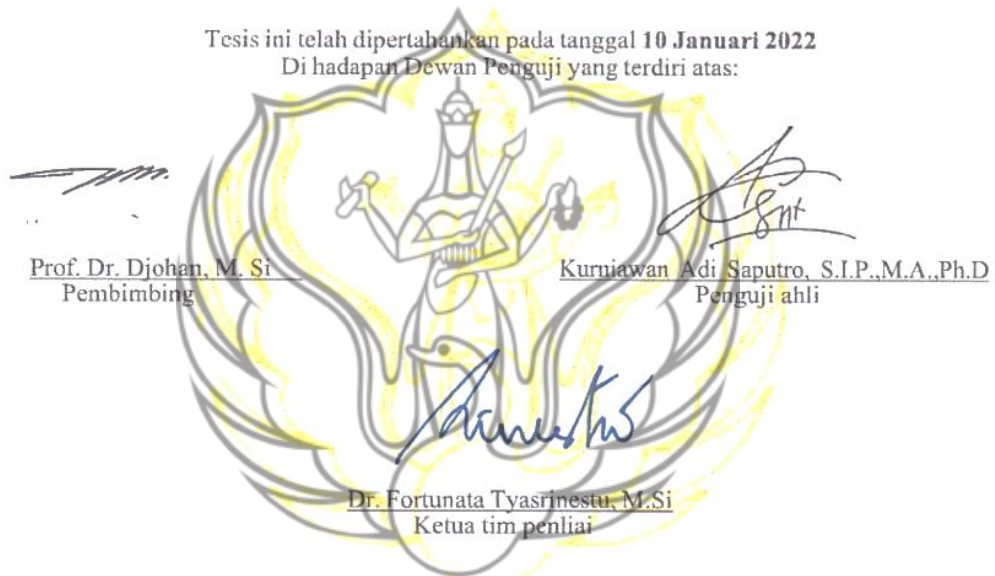 Tesis ini telah dipertahankan pada tanggal 10 Januari 2022
Di hadapan Dewan Penguji yang terdiri atas:
Prof. Dr. Djohan, M. Si
Pembimbing
Kurniawan Adi Saputro, S.I.P.,M.A.,Ph.D
Penguji ahli
Dr. Fortunata Tyasrinestu, M.Si
Ketua tim penliai